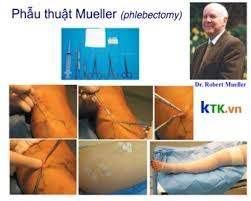 Phẫu thuật Mueller (phlebectomy)
Dr. Robert Mueller
KTK.vn